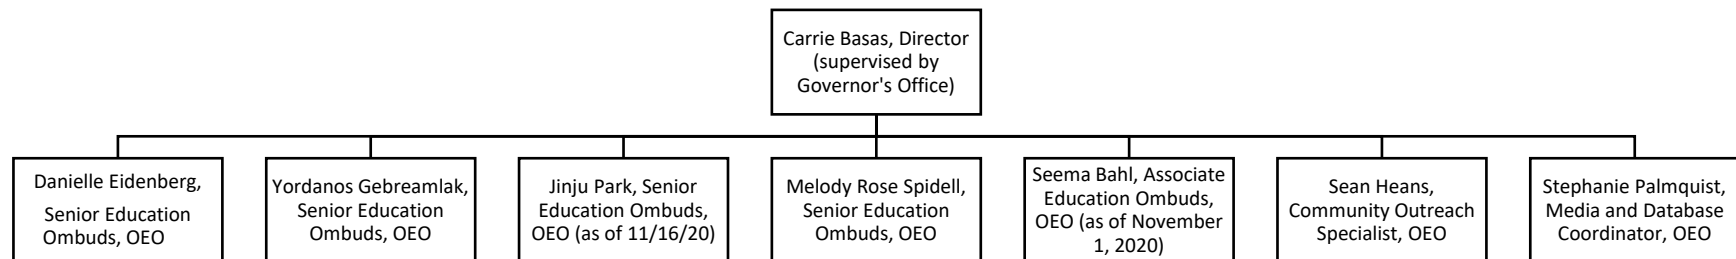 Carrie Basas, Director
(supervised by
Governor's Office)
Danielle Eidenberg,
Senior Education
Ombuds, OEO
Yordanos Gebreamlak,
Senior Education
Ombuds, OEO
Jinju Park, Senior
Education Ombuds,
OEO (as of 11/16/20)
Melody Rose Spidell,
Senior Education
Ombuds, OEO
Seema Bahl, Associate
Education Ombuds,
OEO (as of November
1, 2020)
Sean Heans,
Community Outreach
Specialist, OEO
Stephanie Palmquist,
Media and Database
Coordinator, OEO